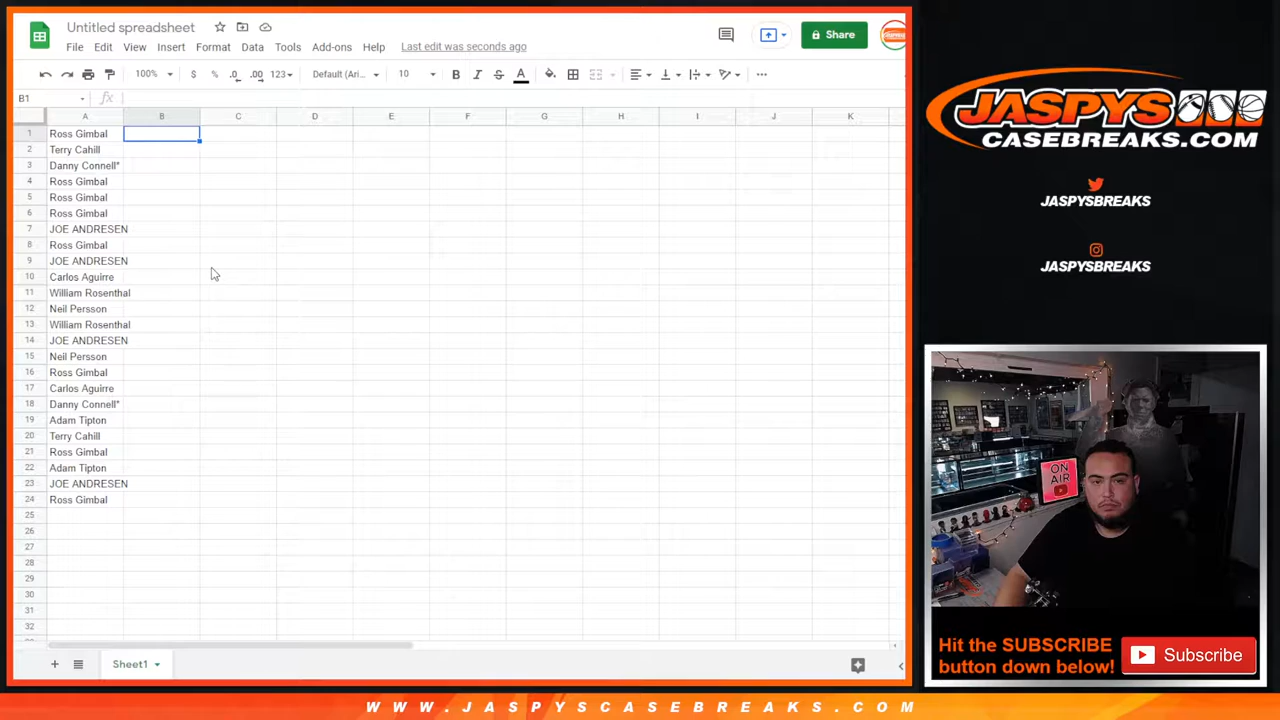 Untitled spreadsheet
File Edit View Insert Format Data Tools Add-ons Help Last edit was seconds ago
Share
100% $ % .0 .00 123 Default (Ari... 10 B I S A
B1 fx
A B C D E F G H I J K
1 Ross Gimbal
2 Terry Cahill
3 Danny Connell*
4 Ross Gimbal
5 Ross Gimbal
6 Ross Gimbal
7 JOE ANDRESEN
8 Ross Gimbal
9 JOE ANDRESEN
10 Carlos Aguirre
11 William Rosenthal
12 Neil Persson
13 William Rosenthal
14 JOE ANDRESEN
15 Neil Persson
16 Ross Gimbal
17 Carlos Aguirre
18 Danny Connell*
19 Adam Tipton
20 Terry Cahill
21 Ross Gimbal
22 Adam Tipton
23 JOE ANDRESEN
24 Ross Gimbal
25
26
27
28
29
30
31
32
Sheet1
JASPYS
CASEBREAKS.COM
JASPYSBREAKS
JASPYSBREAKS
ON
AIR
Hit the SUBSCRIBE
button down below!
Subscribe
WWW.JASPYSCASEBREAKS.COM